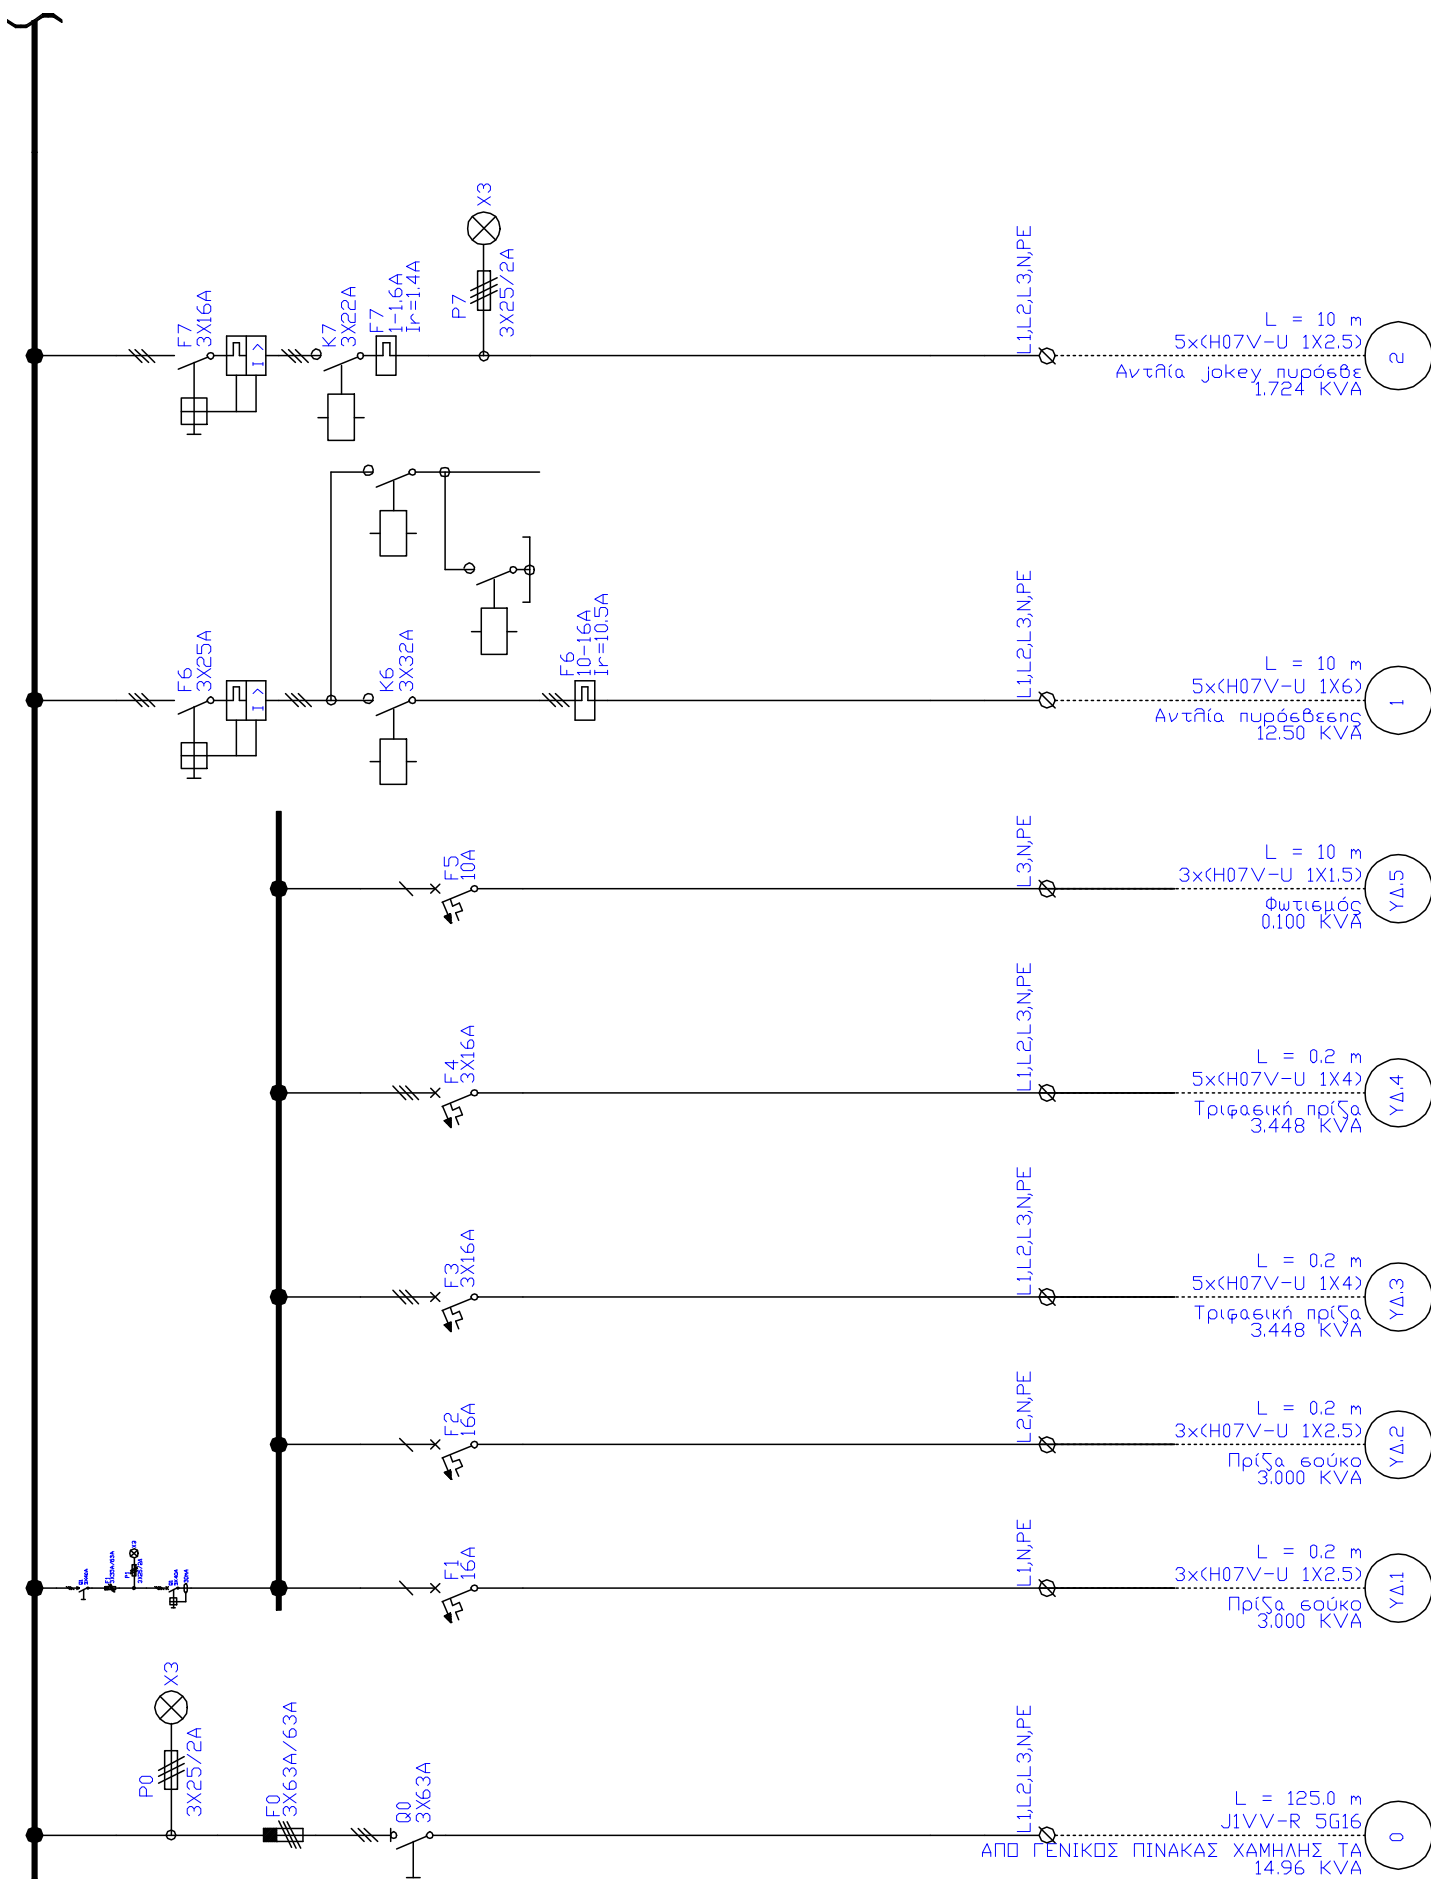 X3
F7
3X16A
K7
3X22A
F7
1-1.6A
Ir=1.4A
P7
3X25/2A
L1,L2,L3,N,PE
L = 10 m
5x(H07V-U 1X2.5)
Αντλία jokey πυρόσβε
1.724 KVA
2
F6
3X25A
K6
3X32A
F6
10-16A
Ir=10.5A
L1,L2,L3,N,PE
L = 10 m
5x(H07V-U 1X6)
Αντλία πυρόσβεσης
12.50 KVA
1
F5
10A
L3,N,PE
L = 10 m
3x(H07V-U 1X1.5)
Φωτισμός
0.100 KVA
ΥΔ.5
F4
3X16A
L1,L2,L3,N,PE
L = 0.2 m
5x(H07V-U 1X4)
Τριφασική πρίζα
3.448 KVA
ΥΔ.4
F3
3X16A
L1,L2,L3,N,PE
L = 0.2 m
5x(H07V-U 1X4)
Τριφασική πρίζα
3.448 KVA
ΥΔ.3
F2
16A
L2,N,PE
L = 0.2 m
3x(H07V-U 1X2.5)
Πρίζα σούκο
3.000 KVA
ΥΔ.2
F1
16A
L1,N,PE
L = 0.2 m
3x(H07V-U 1X2.5)
Πρίζα σούκο
3.000 KVA
ΥΔ.1
X3
P0
3X25/2A
F0
3X63A/63A
Q0
3X63A
L1,L2,L3,N,PE
L = 125.0 m
J1VV-R 5G16
ΑΠΟ ΓΕΝΙΚΟΣ ΠΙΝΑΚΑΣ ΧΑΜΗΛΗΣ ΤΑ
14.96 KVA
0